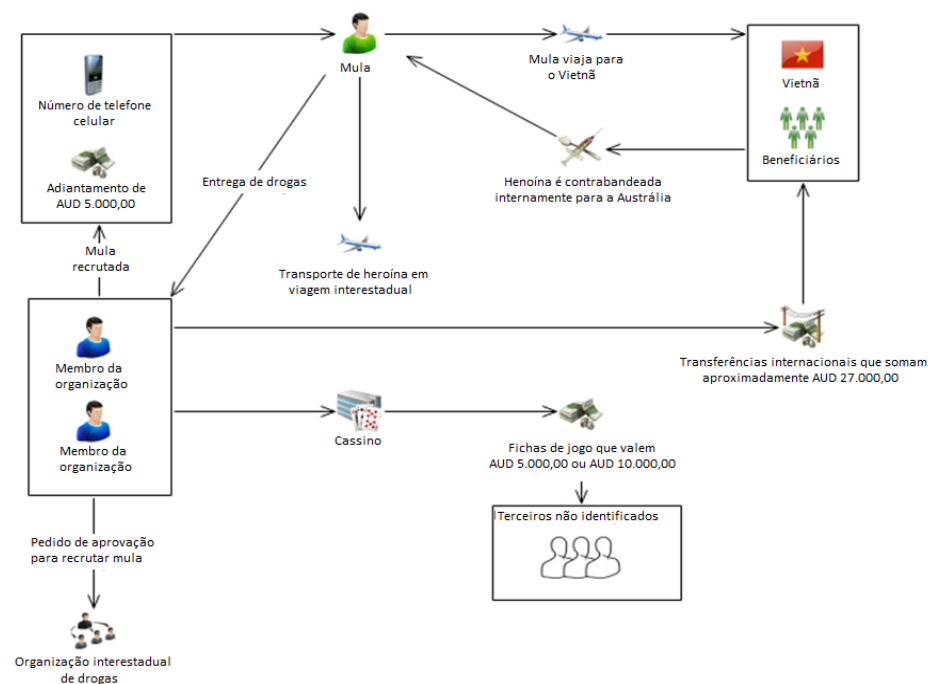 Número de telefone
celular
Adiantamento de
AUD 5.000,00
Mula
recrutada
Membro da
organização
Membro da
organização
Pedido de aprovação
para recrutar mula
Organização interestadual
de drogas
Mula
Entrega de drogas
Transporte de heroína em
viagem interestadual
Mula viaja para
o Vietnã
Vietnã
Beneficiários
Henoína é contrabandeada
internamente para a Austrália
Transferências internacionais que somam
aproximadamente AUD 27.000,00
Cassino
Fichas de jogo que valem
AUD 5.000,00 ou AUD 10.000,00
Terceiros não identificados